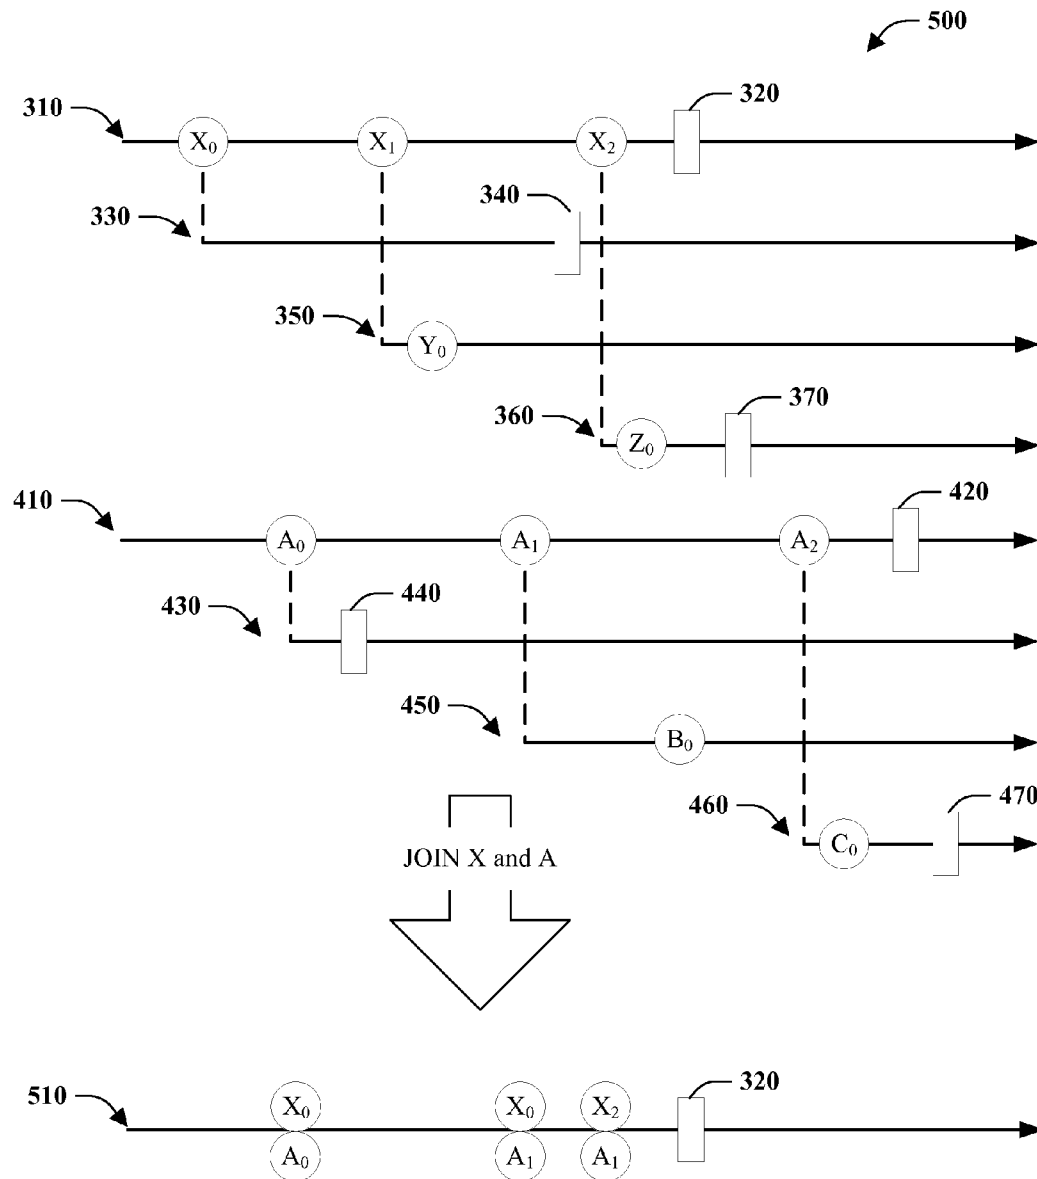 500
320
310
X₀ X₁ X₂
340
330
350
Y₀
370
360
Z₀
420
410
A₀ A₁ A₂
440
430
450
B₀
470
460
C₀
JOIN X and A
320
510
X₀ X₀ X₂
A₀ A₁ A₁